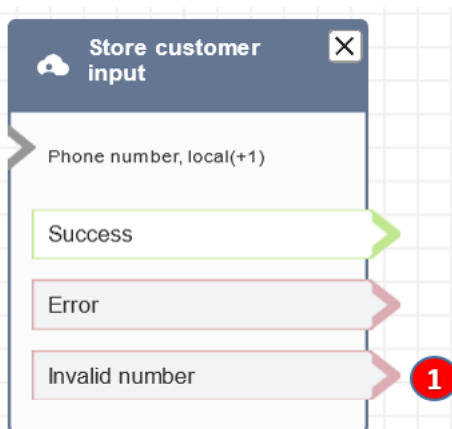 Store customer
input
Phone number, local(+1)
Success
Error
Invalid number
1